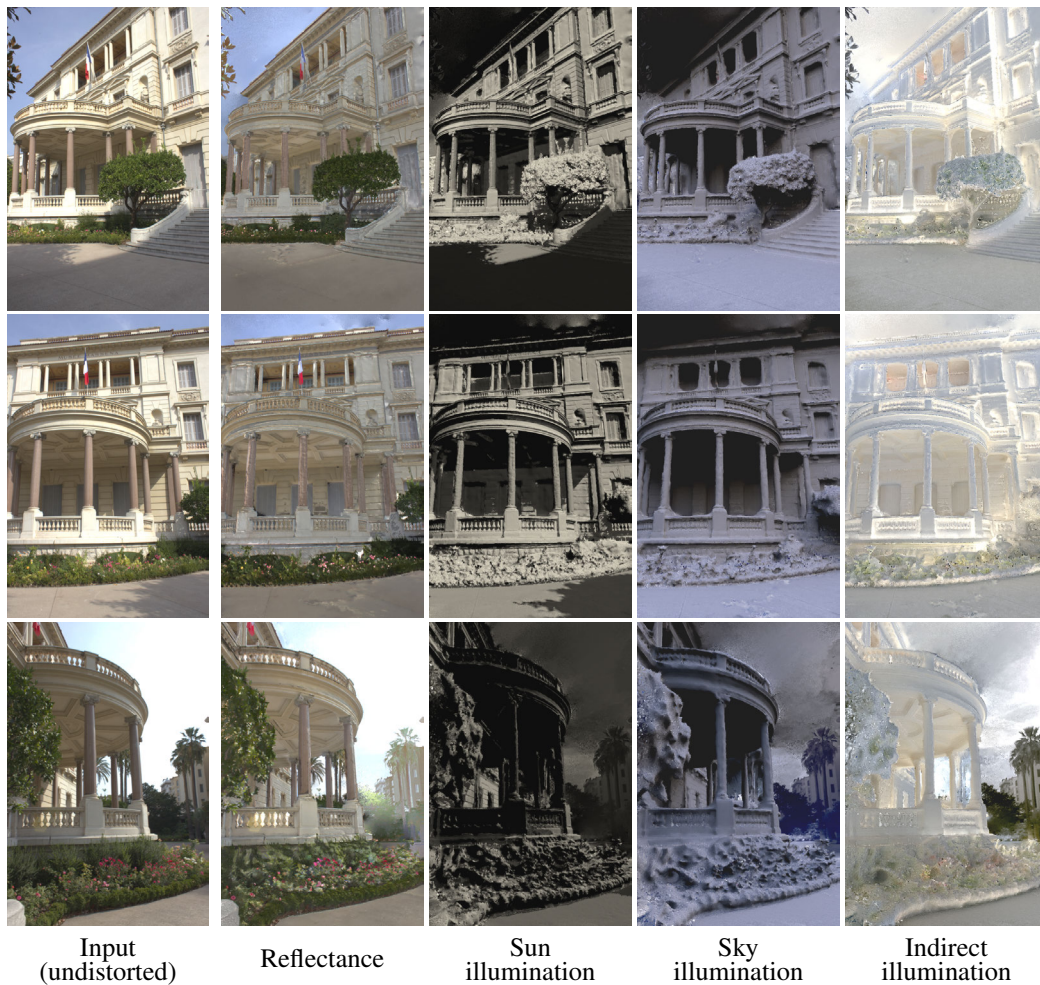 Input
(undistorted)
Reflectance
Sun
illumination
Sky
illumination
Indirect
illumination